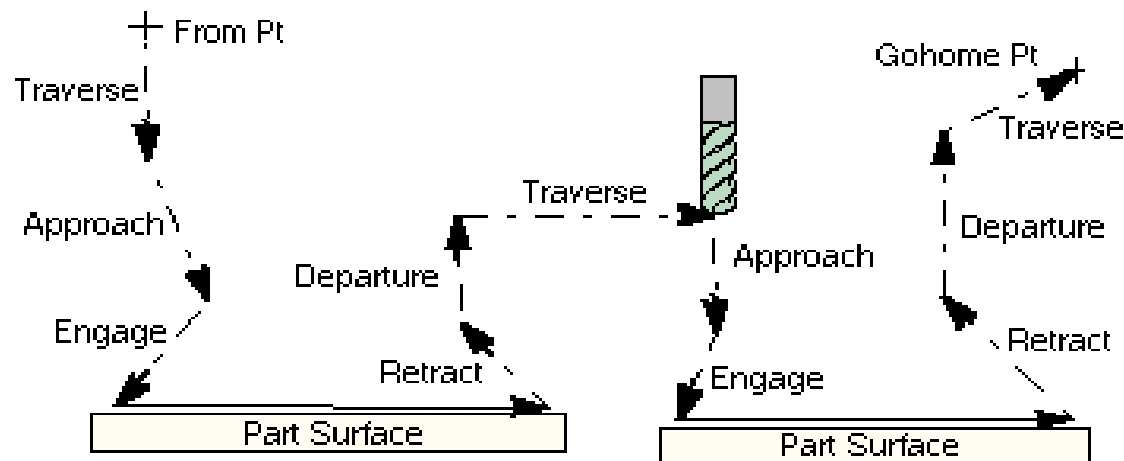 From Pt
Traverse
Approach
Engage
Departure
Retract
Part Surface
Traverse
Approach
Engage
Gohome Pt
Traverse
Departure
Retract
Part Surface